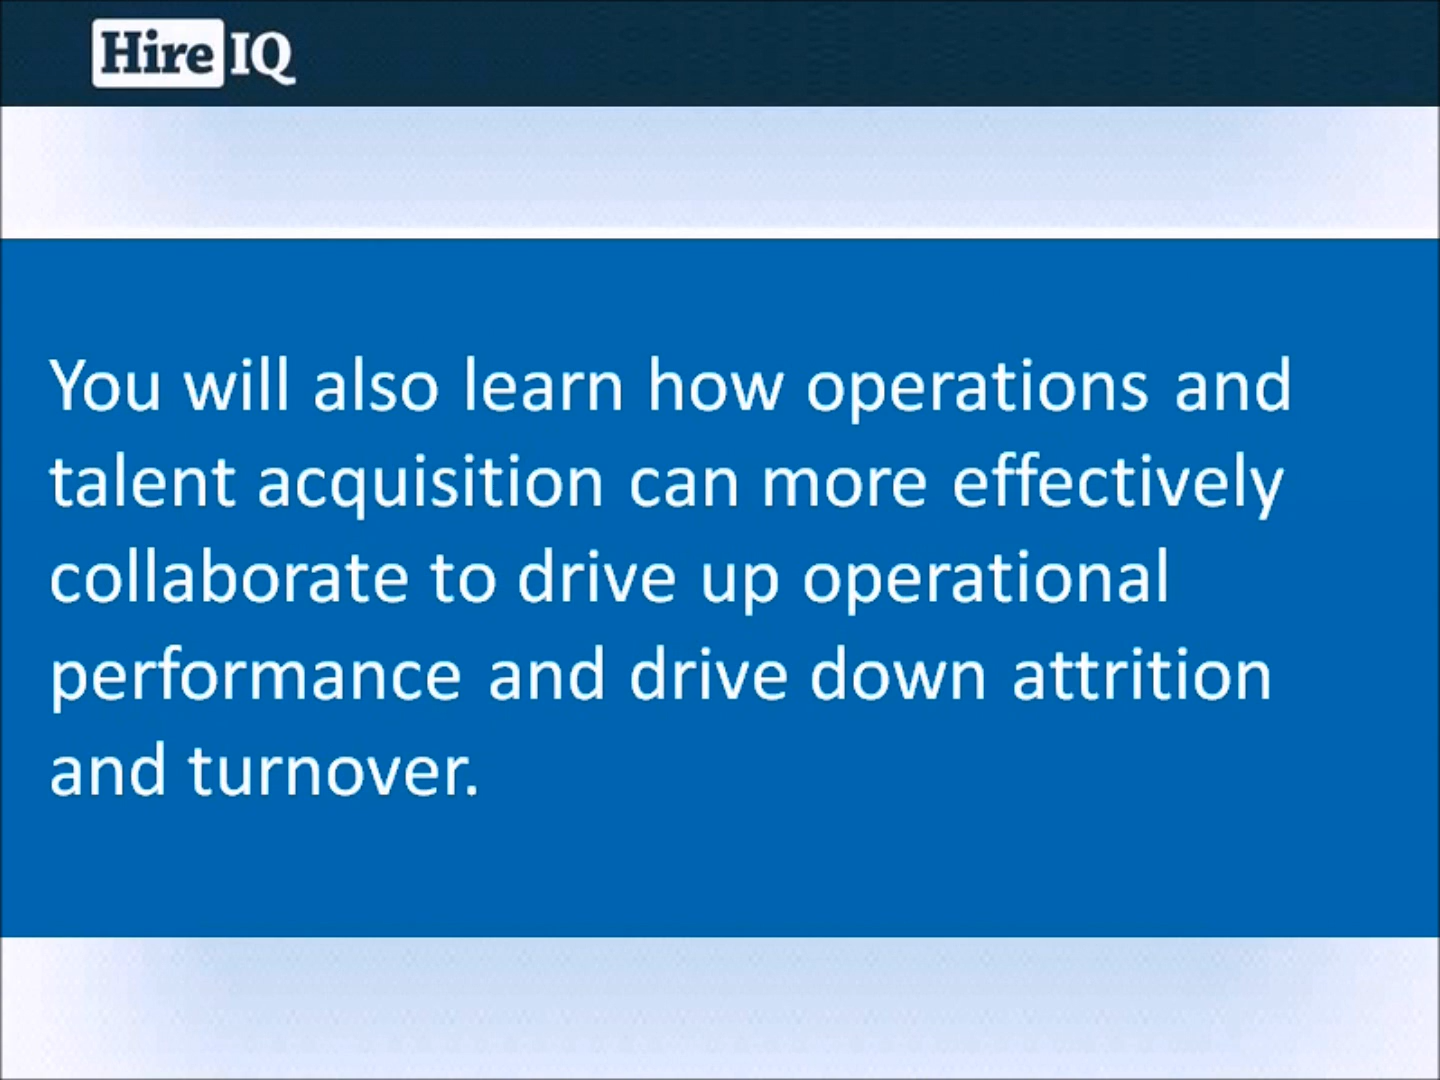 Hire IQ
You will also learn how operations and
talent acquisition can more effectively
collaborate to drive up operational
performance and drive down attrition
and turnover.